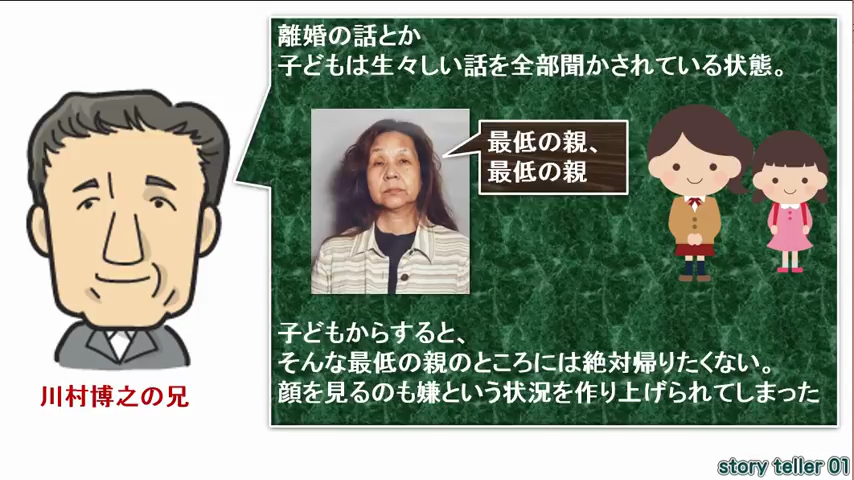 離婚の話とか
子どもは生々しい話を全部聞かされている状態。
最低の親、
最低の親
子どもからすると、
そんな最低の親のところには絶対帰りたくない。
顔を見るのも嫌という状況を作り上げられてしまった
川村博之の兄
story teller 01